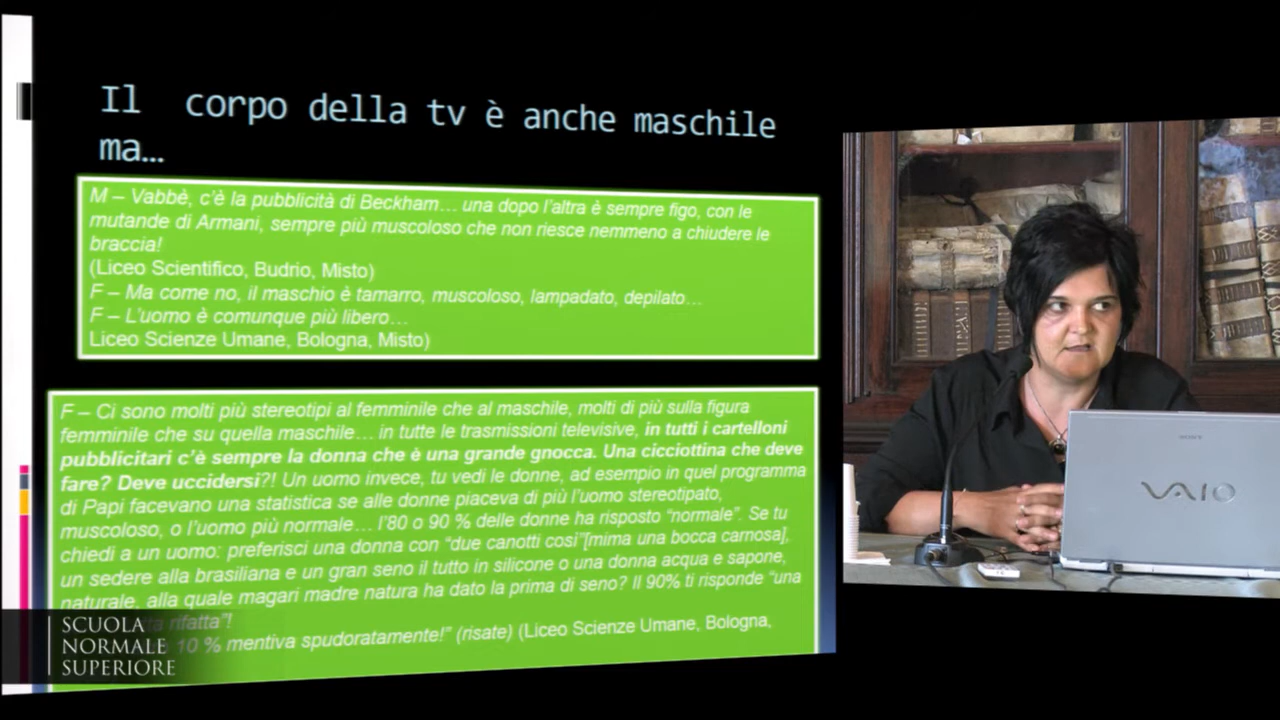 Il corpo della tv è anche maschile
ma...
M – Vabbè, c'è la pubblicità di Beckham... una dopo l'altra è sempre figo, con le
mutande di Armani, sempre più muscoloso che non riesce nemmeno a chiudere le
braccia!
(Liceo Scientifico, Budrio, Misto)
F – Ma come no, il maschio è tamarro, muscoloso, lampadato, depilato...
F – L'uomo è comunque più libero...
Liceo Scienze Umane, Bologna, Misto)
F – Ci sono molti più stereotipi al femminile che al maschile, molti di più sulla figura
femminile che su quella maschile... in tutte le trasmissioni televisive, in tutti i cartelloni
pubblicitari c'è sempre la donna che è una grande gnocca. Una cicciottina che deve
fare? Deve uccidersi?! Un uomo invece, tu vedi le donne, ad esempio in quel programma
di Papi facevano una statistica se alle donne piaceva di più l'uomo stereotipato,
muscoloso, o l'uomo più normale... l'80 o 90 % delle donne ha risposto "normale". Se tu
chiedi a un uomo: preferisci una donna con "due canotti così"[mima una bocca carnosa],
un sedere alla brasiliana e un gran seno il tutto in silicone o una donna acqua e sapone,
naturale, alla quale magari madre natura ha dato la prima di seno? Il 90% ti risponde "una
rifatta"!
10 % mentiva spudoratamente!" (risate) (Liceo Scienze Umane, Bologna,
SCUOLA
NORMALE
SUPERIORE
SONY
VAIO